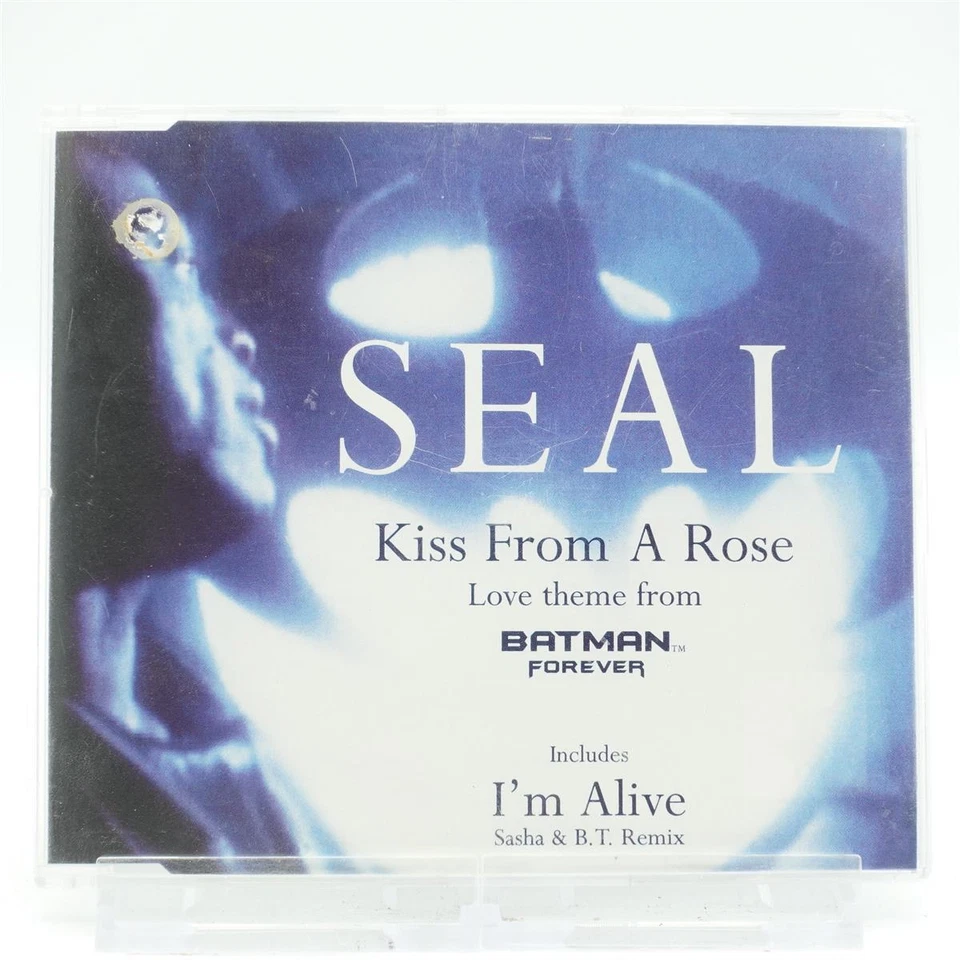 SEAL
Kiss From A Rose
Love theme from
BATMAN™
FOREVER
Includes
I'm Alive
Sasha & B.T. Remix